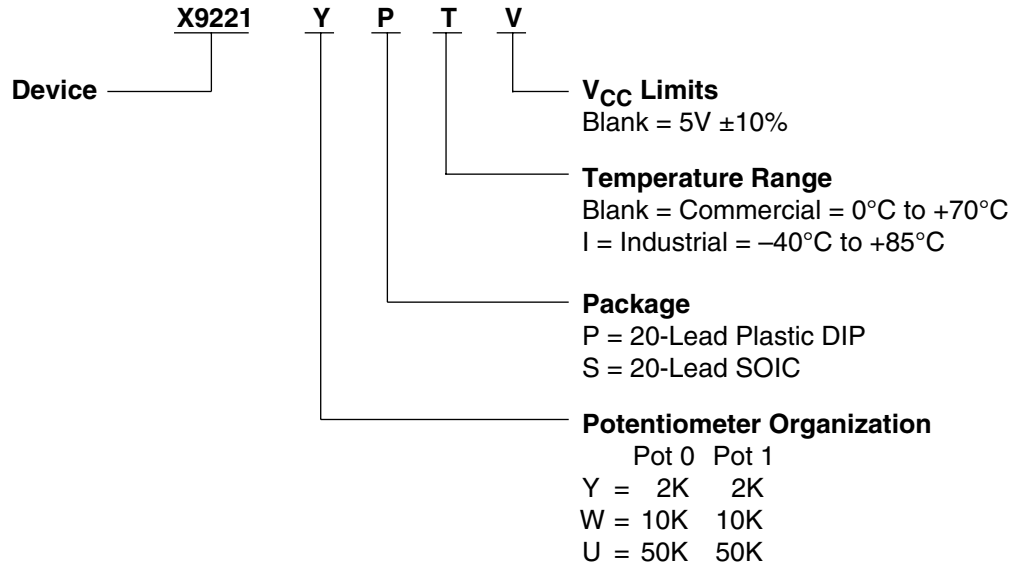 X9221 Y P T V
Device
V_CC Limits
Blank = 5V ±10%
Temperature Range
Blank = Commercial = 0°C to +70°C
I = Industrial = –40°C to +85°C
Package
P = 20-Lead Plastic DIP
S = 20-Lead SOIC
Potentiometer Organization
Pot 0 Pot 1
Y = 2K 2K
W = 10K 10K
U = 50K 50K